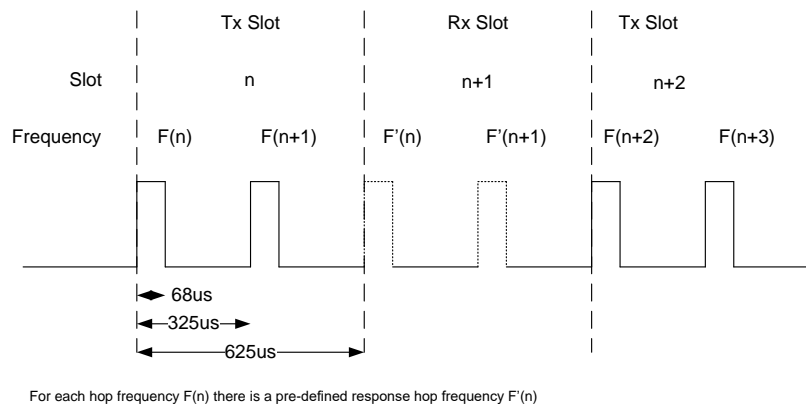 Tx Slot Rx Slot Tx Slot
Slot n n+1 n+2
Frequency F(n) F(n+1) F'(n) F'(n+1) F(n+2) F(n+3)
68us
325us
625us
For each hop frequency F(n) there is a pre-defined response hop frequency F'(n)